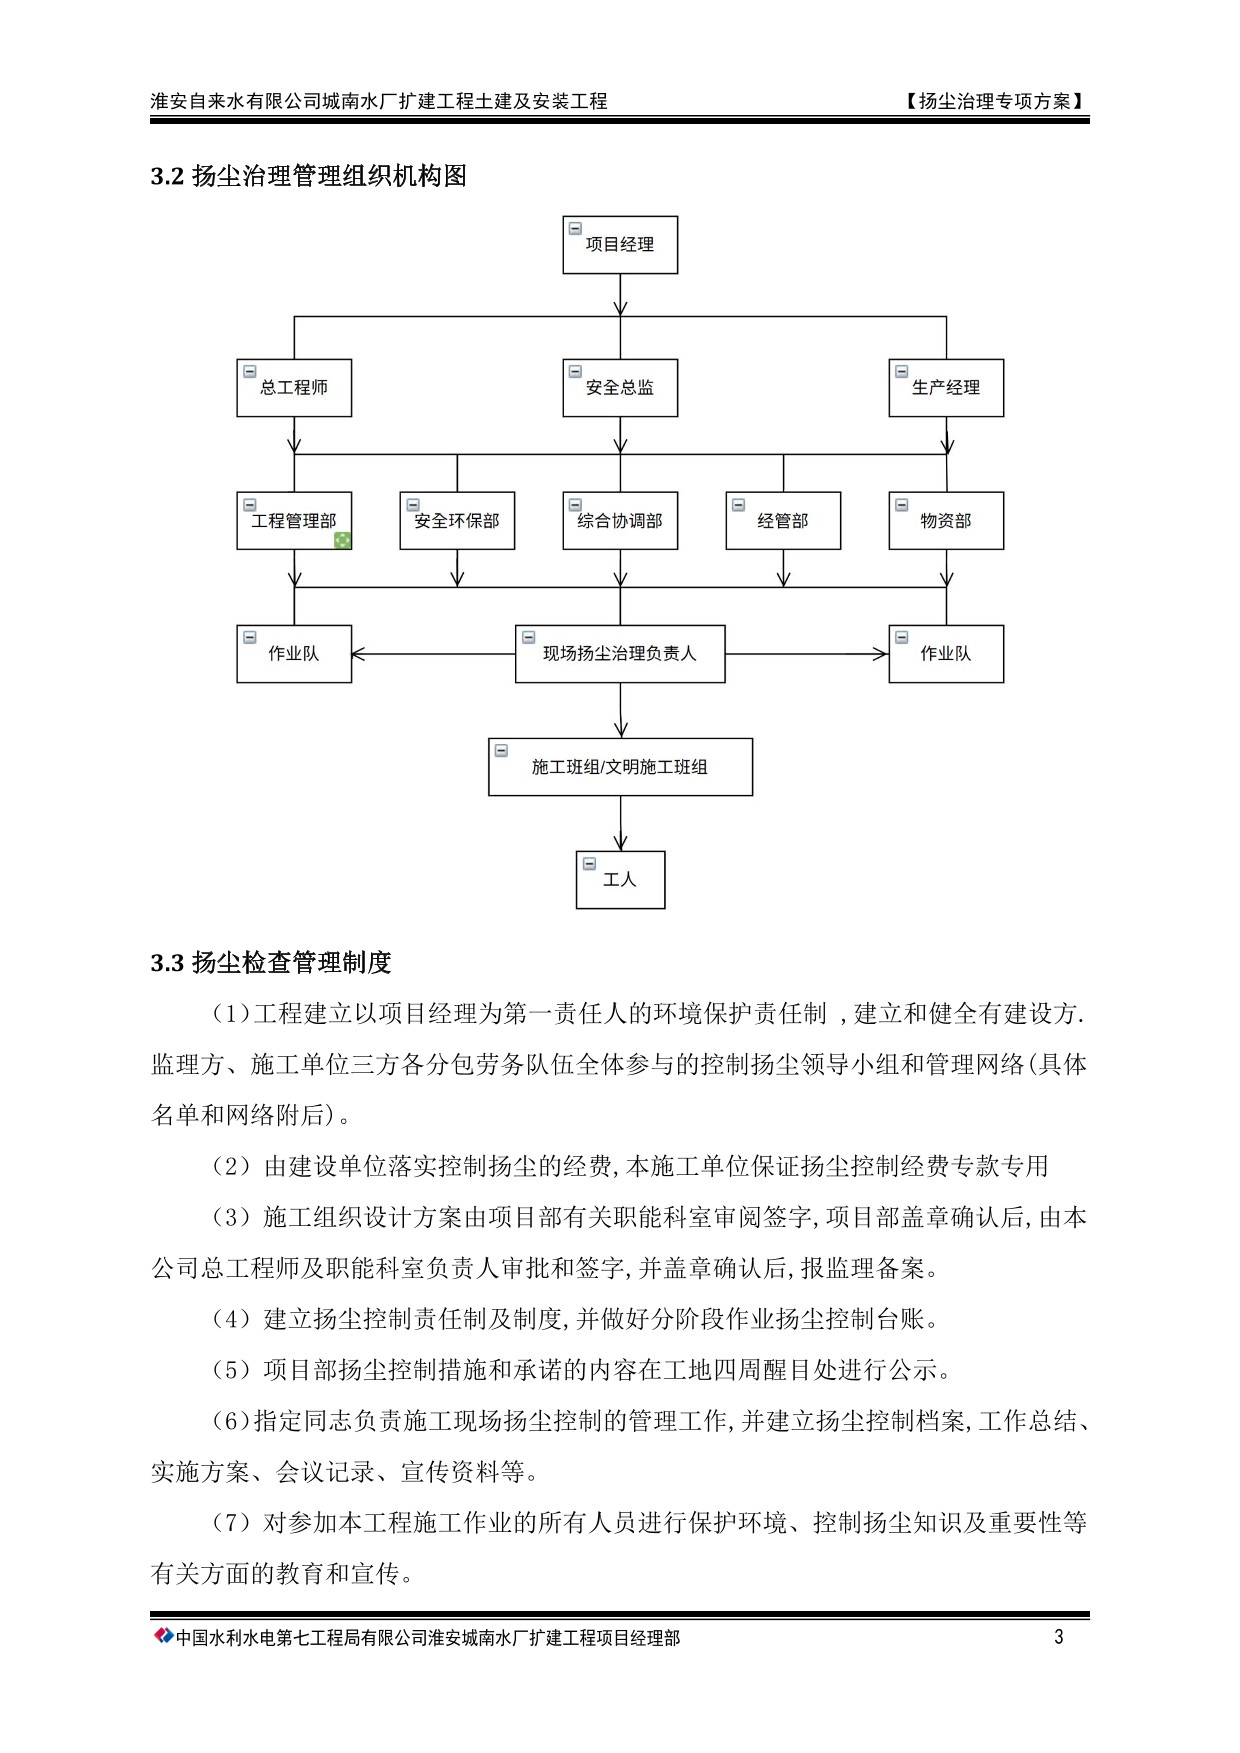 淮安自来水有限公司城南水厂扩建工程土建及安装工程 【扬尘治理专项方案】
3.2 扬尘治理管理组织机构图
项目经理
总工程师 安全总监 生产经理
工程管理部 安全环保部 综合协调部 经管部 物资部
作业队 现场扬尘治理负责人 作业队
施工班组/文明施工班组
工人
3.3 扬尘检查管理制度
（1)工程建立以项目经理为第一责任人的环境保护责任制 ,建立和健全有建设方.
监理方、施工单位三方各分包劳务队伍全体参与的控制扬尘领导小组和管理网络(具体
名单和网络附后)。
（2）由建设单位落实控制扬尘的经费,本施工单位保证扬尘控制经费专款专用
（3）施工组织设计方案由项目部有关职能科室审阅签字,项目部盖章确认后,由本
公司总工程师及职能科室负责人审批和签字,并盖章确认后,报监理备案。
（4）建立扬尘控制责任制及制度,并做好分阶段作业扬尘控制台账。
（5）项目部扬尘控制措施和承诺的内容在工地四周醒目处进行公示。
（6)指定同志负责施工现场扬尘控制的管理工作,并建立扬尘控制档案,工作总结、
实施方案、会议记录、宣传资料等。
（7）对参加本工程施工作业的所有人员进行保护环境、控制扬尘知识及重要性等
有关方面的教育和宣传。
中国水利水电第七工程局有限公司淮安城南水厂扩建工程项目经理部 3